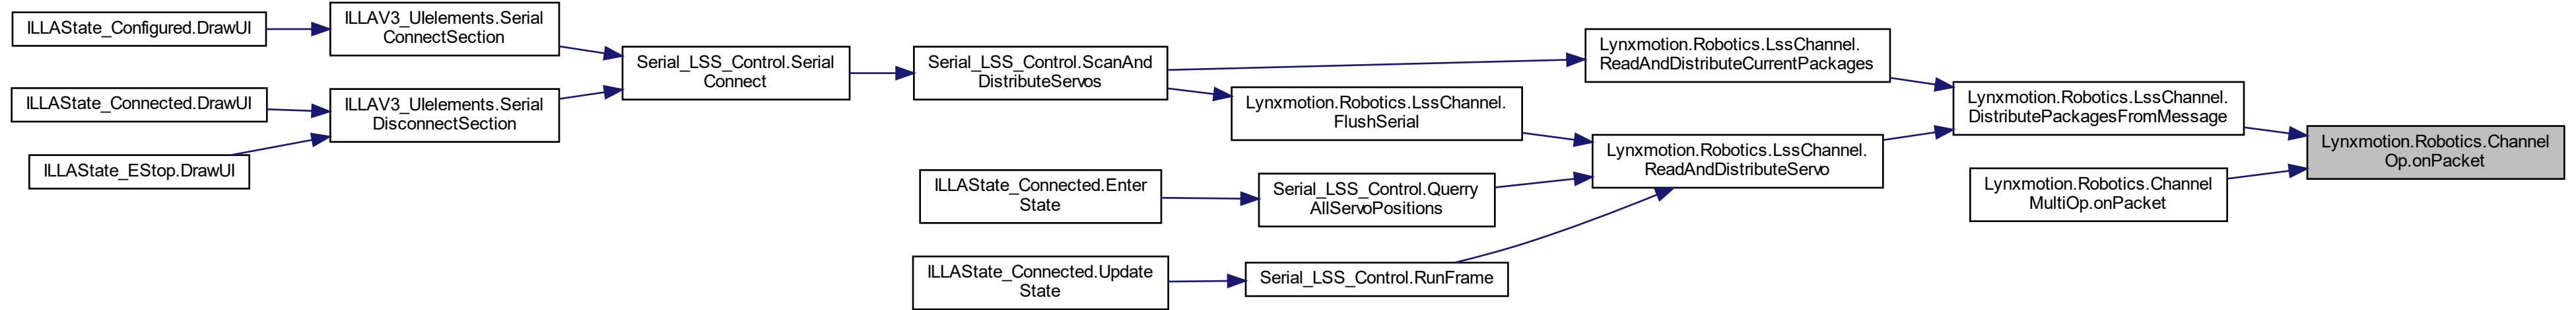 ILLAState_Configured.DrawUI
ILLAV3_UIelements.Serial
ConnectSection
ILLAState_Connected.DrawUI
ILLAV3_UIelements.Serial
DisconnectSection
ILLAState_EStop.DrawUI
Serial_LSS_Control.Serial
Connect
Serial_LSS_Control.ScanAnd
DistributeServos
Lynxmotion.Robotics.LssChannel.
FlushSerial
ILLAState_Connected.Enter
State
Serial_LSS_Control.Querry
AllServoPositions
ILLAState_Connected.Update
State
Serial_LSS_Control.RunFrame
Lynxmotion.Robotics.LssChannel.
ReadAndDistributeCurrentPackages
Lynxmotion.Robotics.LssChannel.
ReadAndDistributeServo
Lynxmotion.Robotics.LssChannel.
DistributePackagesFromMessage
Lynxmotion.Robotics.Channel
MultiOp.onPacket
Lynxmotion.Robotics.Channel
Op.onPacket